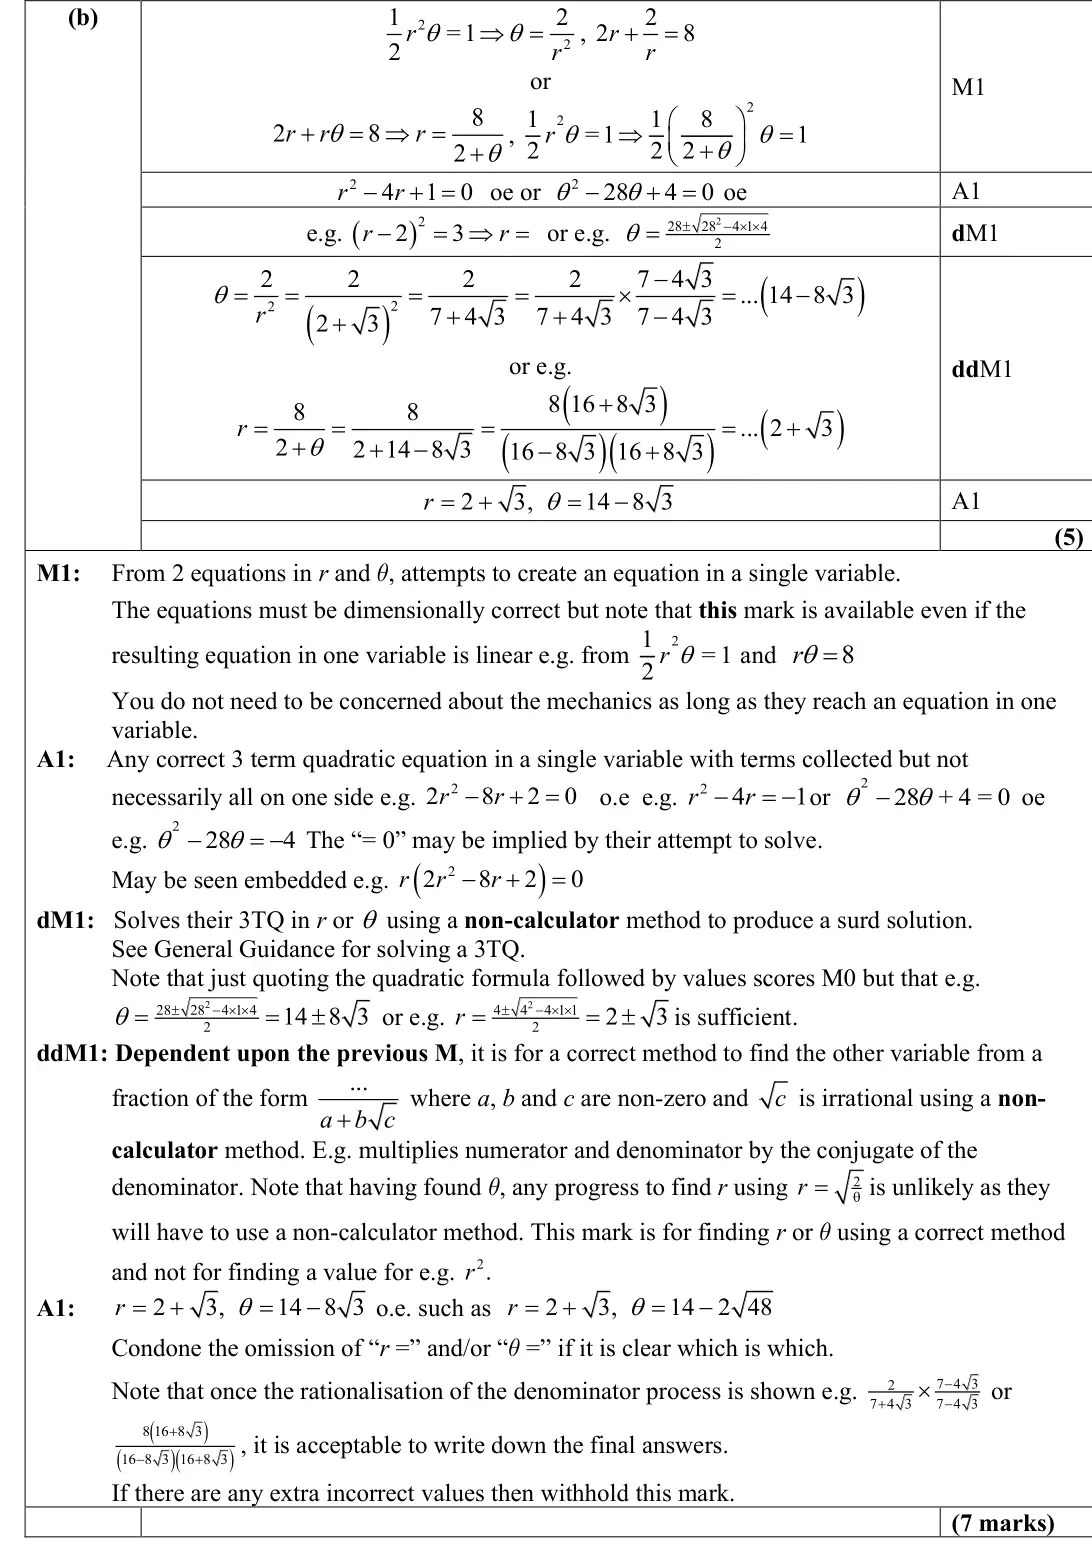 (b)
1/2 r²θ = 1 ⇒ θ = 2/r² , 2r + 2/r = 8
or
2r + rθ = 8 ⇒ r = 8/(2+θ) , 1/2 r²θ = 1 ⇒ 1/2 (8/(2+θ))² θ = 1
M1
r² − 4r + 1 = 0 oe or θ² − 28θ + 4 = 0 oe
A1
e.g. (r − 2)² = 3 ⇒ r = or e.g. θ = (28±√(28²−4×1×4))/2
dM1
θ = 2/r² = 2/(2+√3)² = 2/(7+4√3) = 2/(7+4√3) × (7−4√3)/(7−4√3) = ...(14−8√3)
or e.g.
r = 8/(2+θ) = 8/(2+14−8√3) = 8(16+8√3)/((16−8√3)(16+8√3)) = ...(2+√3)
ddM1
r = 2 + √3, θ = 14 − 8√3
A1
(5)
M1: From 2 equations in r and θ, attempts to create an equation in a single variable.
The equations must be dimensionally correct but note that this mark is available even if the
resulting equation in one variable is linear e.g. from 1/2 r²θ = 1 and rθ = 8
You do not need to be concerned about the mechanics as long as they reach an equation in one
variable.
A1: Any correct 3 term quadratic equation in a single variable with terms collected but not
necessarily all on one side e.g. 2r² − 8r + 2 = 0 o.e e.g. r² − 4r = −1 or θ² − 28θ + 4 = 0 oe
e.g. θ² − 28θ = −4 The “= 0” may be implied by their attempt to solve.
May be seen embedded e.g. r(2r² − 8r + 2) = 0
dM1: Solves their 3TQ in r or θ using a non-calculator method to produce a surd solution.
See General Guidance for solving a 3TQ.
Note that just quoting the quadratic formula followed by values scores M0 but that e.g.
θ = (28±√(28²−4×1×4))/2 = 14 ± 8√3 or e.g. r = (4±√(4²−4×1×1))/2 = 2 ± √3 is sufficient.
ddM1: Dependent upon the previous M, it is for a correct method to find the other variable from a
fraction of the form .../(a+b√c) where a, b and c are non-zero and √c is irrational using a non-
calculator method. E.g. multiplies numerator and denominator by the conjugate of the
denominator. Note that having found θ, any progress to find r using r = √(2/θ) is unlikely as they
will have to use a non-calculator method. This mark is for finding r or θ using a correct method
and not for finding a value for e.g. r².
A1: r = 2 + √3, θ = 14 − 8√3 o.e. such as r = 2 + √3, θ = 14 − 2√48
Condone the omission of “r =” and/or “θ =” if it is clear which is which.
Note that once the rationalisation of the denominator process is shown e.g. 2/(7+4√3) × (7−4√3)/(7−4√3) or
8(16+8√3)/((16−8√3)(16+8√3)) , it is acceptable to write down the final answers.
If there are any extra incorrect values then withhold this mark.
(7 marks)